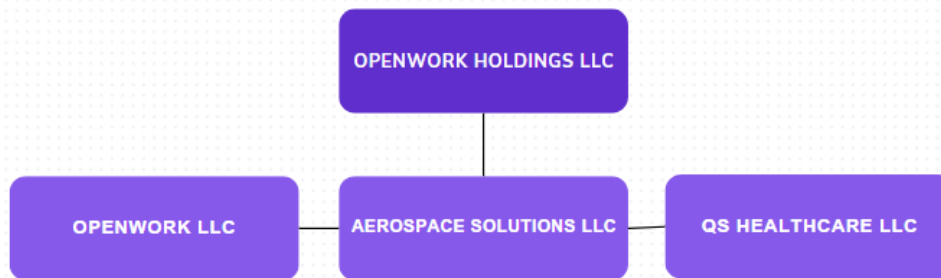 OPENWORK HOLDINGS LLC
OPENWORK LLC
AEROSPACE SOLUTIONS LLC
QS HEALTHCARE LLC